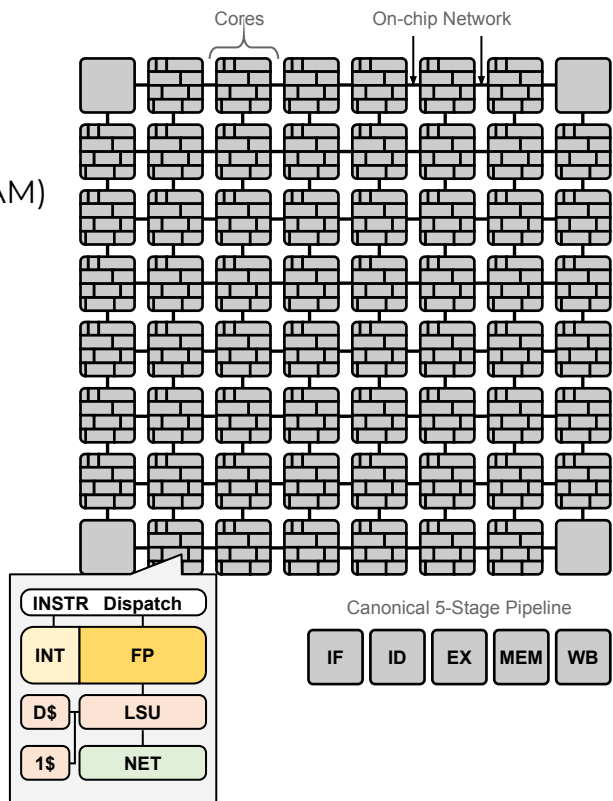 Cores On-chip Network
AM)
INSTR Dispatch
INT FP
D$ LSU
1$ NET
Canonical 5-Stage Pipeline
IF ID EX MEM WB